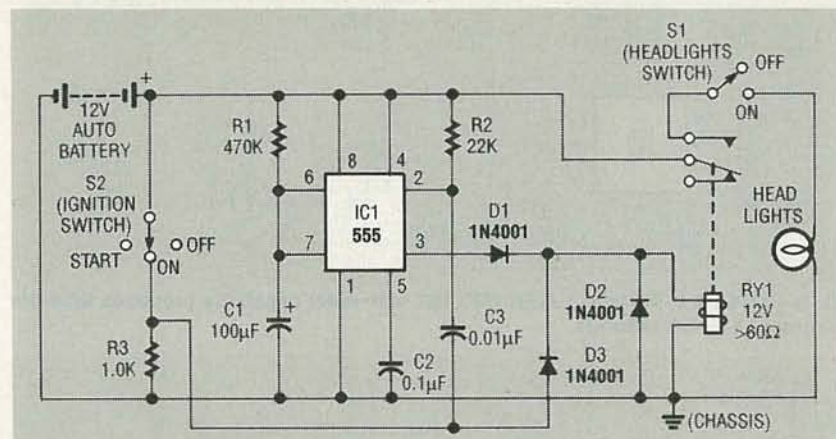 S1
(HEADLIGHTS
SWITCH)
OFF
ON
+
12V
AUTO
BATTERY
R1
470K
R2
22K
S2
(IGNITION
SWITCH)
START
OFF
ON
8
4
6
2
7
3
1
5
IC1
555
D1
1N4001
HEAD
LIGHTS
C1
100μF
+
D2
1N4001
RY1
12V
>60Ω
R3
1.0K
C3
0.01μF
C2
0.1μF
D3
1N4001
(CHASSIS)